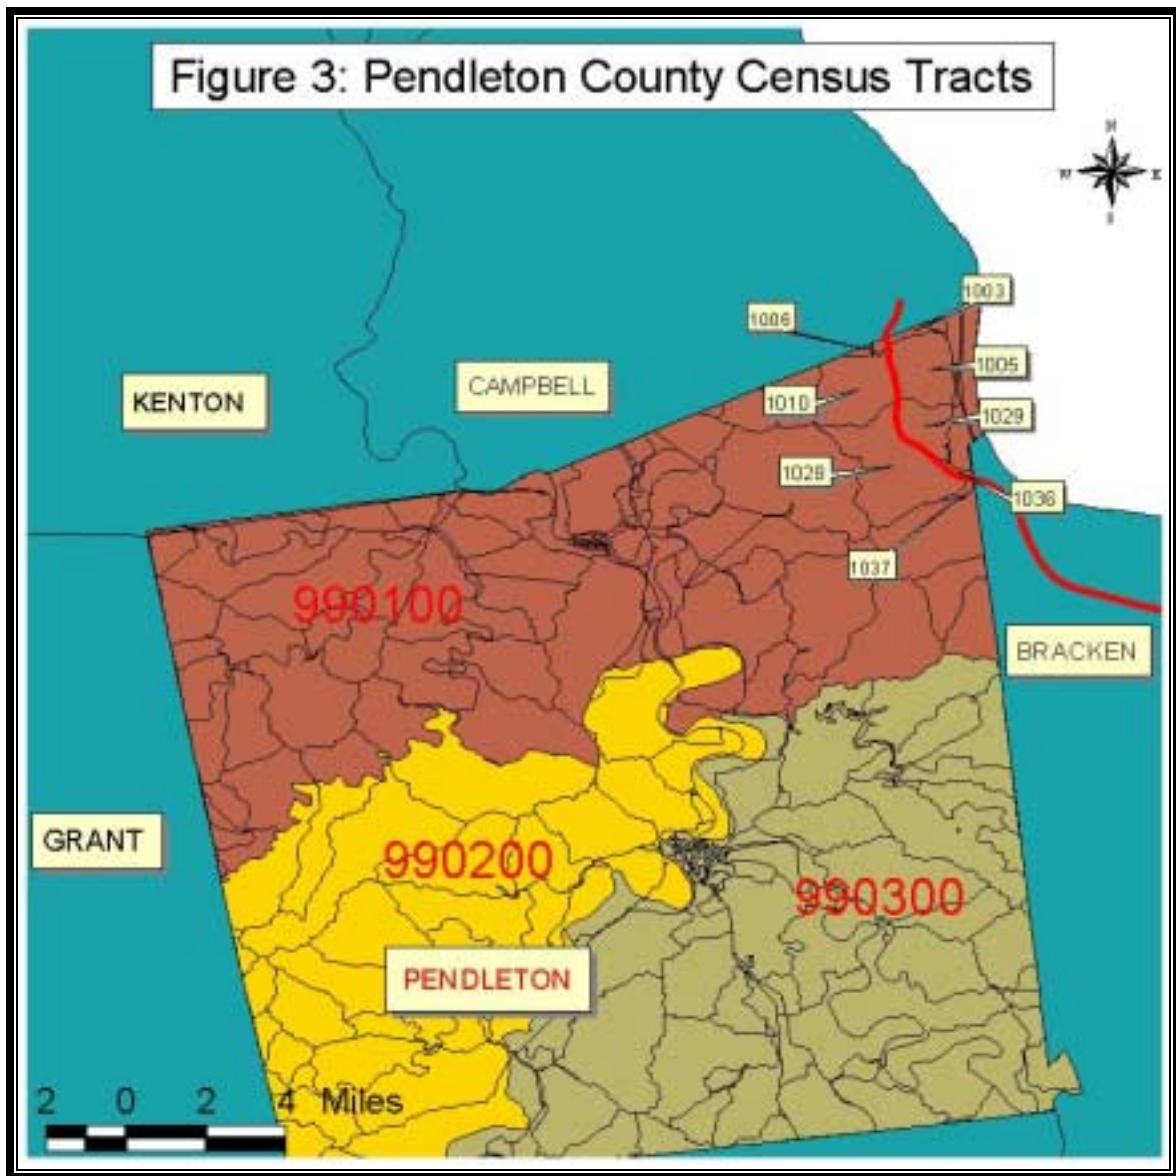 Figure 3: Pendleton County Census Tracts
N
W E
S
1003
1006
1005
KENTON
CAMPBELL
1010
1029
1028
1036
1037
990100
BRACKEN
GRANT
990200
990300
PENDLETON
2 0 2 4 Miles